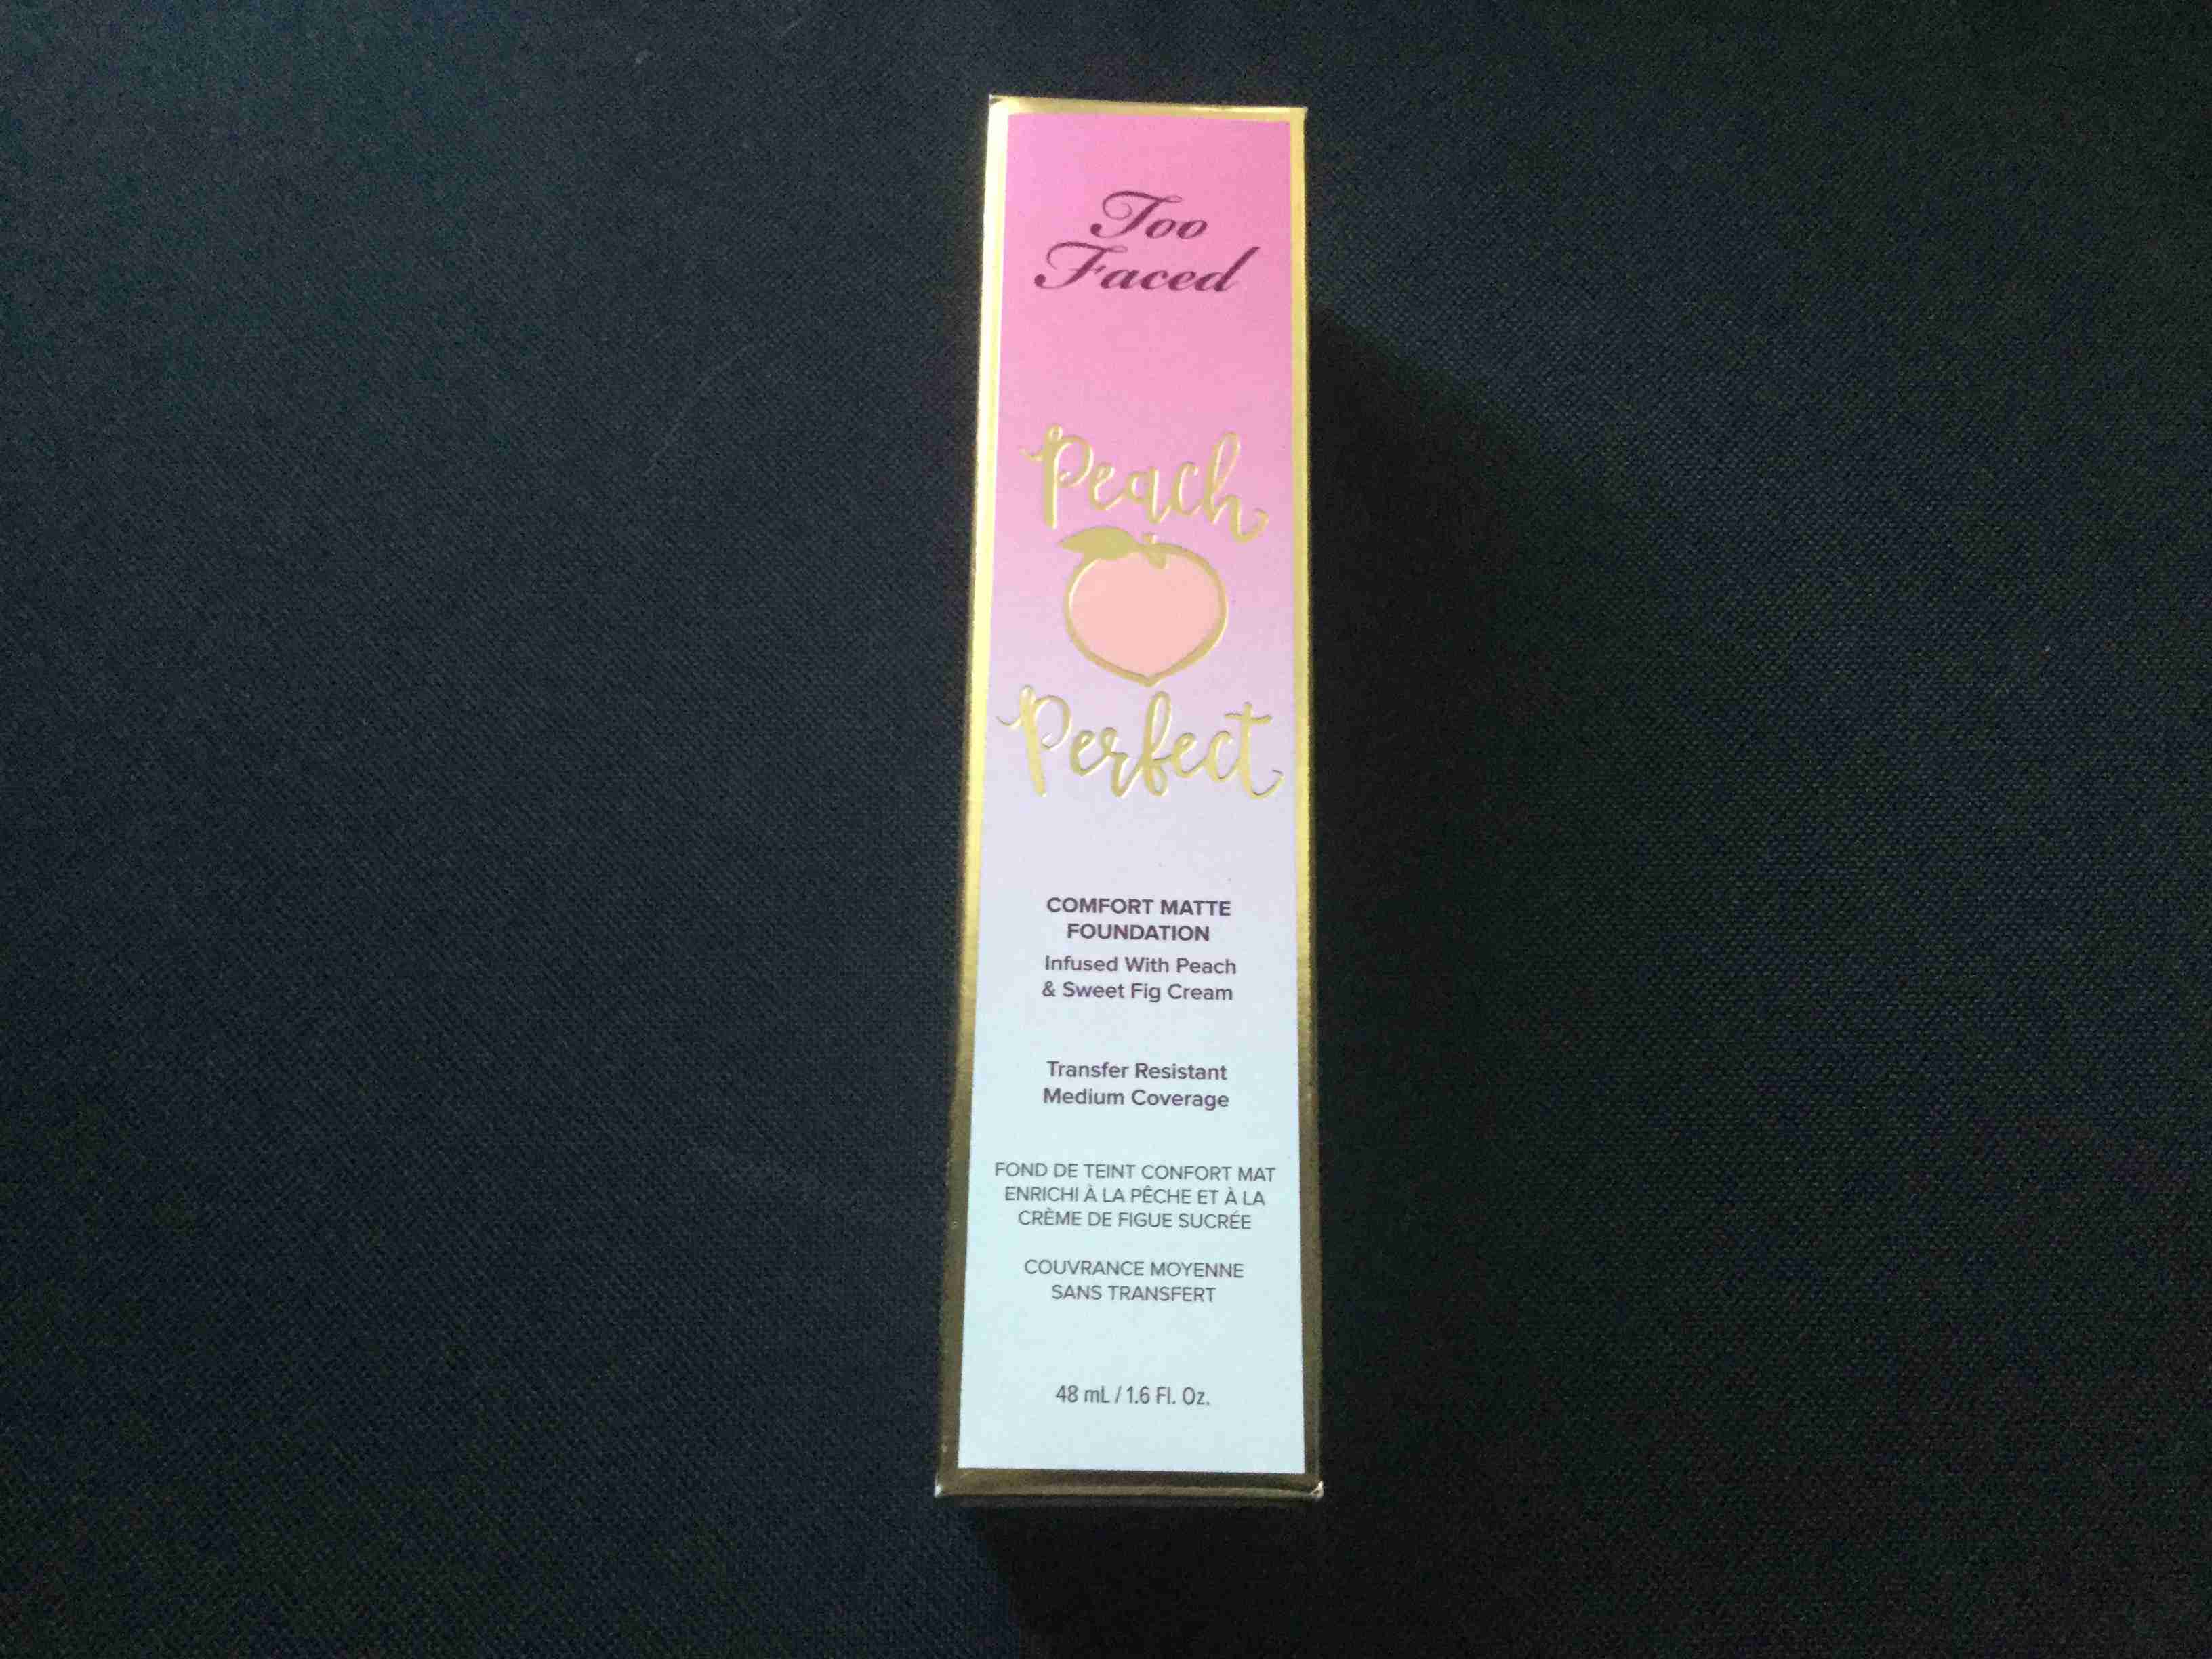 Too
Faced
Peach
Perfect
COMFORT MATTE
FOUNDATION
Infused With Peach
& Sweet Fig Cream
Transfer Resistant
Medium Coverage
FOND DE TEINT CONFORT MAT
ENRICHI À LA PÊCHE ET À LA
CRÈME DE FIGUE SUCRÉE
COUVRANCE MOYENNE
SANS TRANSFERT
48 mL / 1.6 Fl. Oz.